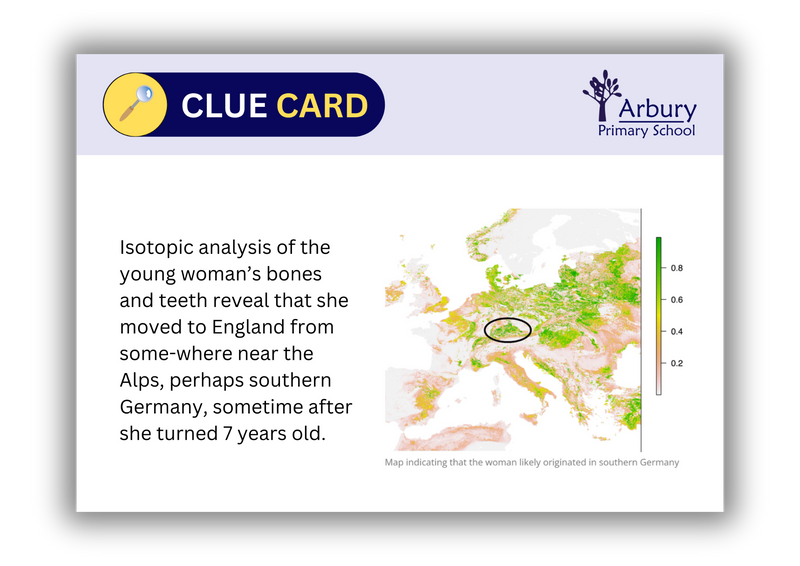 CLUE CARD
Arbury
Primary School
Isotopic analysis of the
young woman's bones
and teeth reveal that she
moved to England from
some-where near the
Alps, perhaps southern
Germany, sometime after
she turned 7 years old.
0.8
0.6
0.4
0.2
Map indicating that the woman likely originated in southern Germany